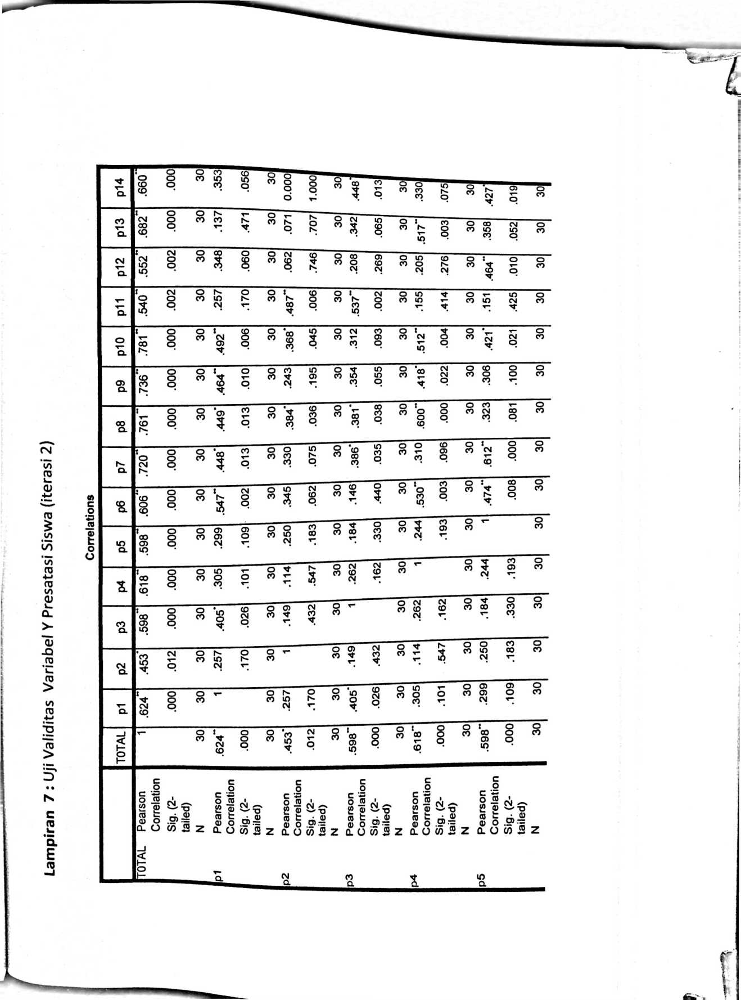 Lampiran 7 : Uji Validitas Variabel Y Presatasi Siswa (iterasi 2)
Correlations
TOTAL p1 p2 p3 p4 p5 p6 p7 p8 p9 p10 p11 p12 p13 p14
TOTAL Pearson Correlation 1 .624** .453* .598** .618** .598** .606** .720** .761** .736** .781** .540** .552** .682** .660**
Sig. (2-tailed) .000 .012 .000 .000 .000 .000 .000 .000 .000 .000 .002 .002 .000 .000
N 30 30 30 30 30 30 30 30 30 30 30 30 30 30 30
p1 Pearson Correlation .624** 1 .257 .405* .305 .299 .547** .448* .449* .464** .492** .257 .348 .137 .353
Sig. (2-tailed) .000 .170 .026 .101 .109 .002 .013 .013 .010 .006 .170 .060 .471 .056
N 30 30 30 30 30 30 30 30 30 30 30 30 30 30 30
p2 Pearson Correlation .453* .257 1 .149 .114 .250 .345 .330 .384* .243 .368* .487** .062 .071 0.000
Sig. (2-tailed) .012 .170 .432 .547 .183 .062 .075 .036 .195 .045 .006 .746 .707 1.000
N 30 30 30 30 30 30 30 30 30 30 30 30 30 30 30
p3 Pearson Correlation .598** .405* .149 1 .262 .184 .146 .386* .381* .354 .312 .537** .208 .342 .448*
Sig. (2-tailed) .000 .026 .432 .162 .330 .440 .035 .038 .055 .093 .002 .269 .065 .013
N 30 30 30 30 30 30 30 30 30 30 30 30 30 30 30
p4 Pearson Correlation .618** .305 .114 .262 1 .244 .530** .310 .600** .418* .512** .155 .205 .517** .330
Sig. (2-tailed) .000 .101 .547 .162 .193 .003 .096 .000 .022 .004 .414 .276 .003 .075
N 30 30 30 30 30 30 30 30 30 30 30 30 30 30 30
p5 Pearson Correlation .598** .299 .250 .184 .244 1 .474** .612** .323 .306 .421* .151 .464** .358 .427*
Sig. (2-tailed) .000 .109 .183 .330 .193 .008 .000 .081 .100 .021 .425 .010 .052 .019
N 30 30 30 30 30 30 30 30 30 30 30 30 30 30 30